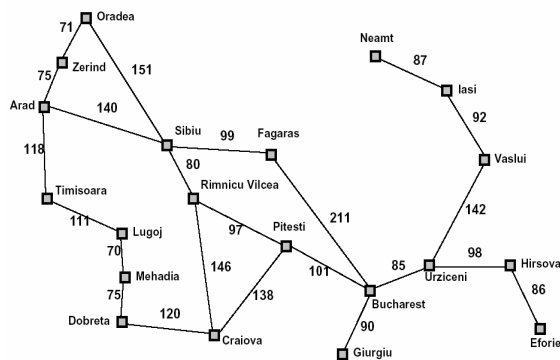 Oradea
71
Neamt
87
Zerind
151
Iasi
75
Arad
140
92
Sibiu
99
Fagaras
118
80
Vaslui
Timisoara
Rimnicu Vilcea
111
211
142
Lugoj
97
Pitesti
70
98
Hirsova
146
101
85
Urziceni
Mehadia
138
86
75
Bucharest
120
90
Dobreta
Eforie
Craiova
Giurgiu